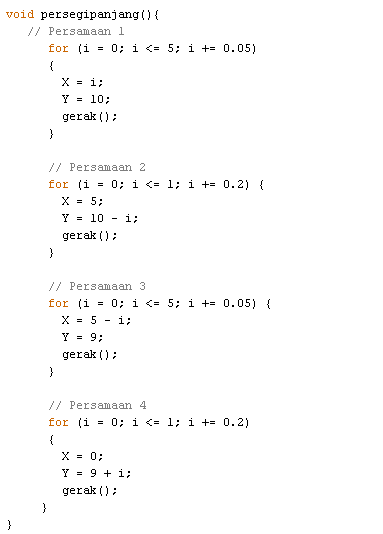 void persegipanjang(){
// Persamaan 1
for (i = 0; i <= 5; i += 0.05)
{
X = i;
Y = 10;
gerak();
}
// Persamaan 2
for (i = 0; i <= 1; i += 0.2) {
X = 5;
Y = 10 - i;
gerak();
}
// Persamaan 3
for (i = 0; i <= 5; i += 0.05) {
X = 5 - i;
Y = 9;
gerak();
}
// Persamaan 4
for (i = 0; i <= 1; i += 0.2)
{
X = 0;
Y = 9 + i;
gerak();
}
}